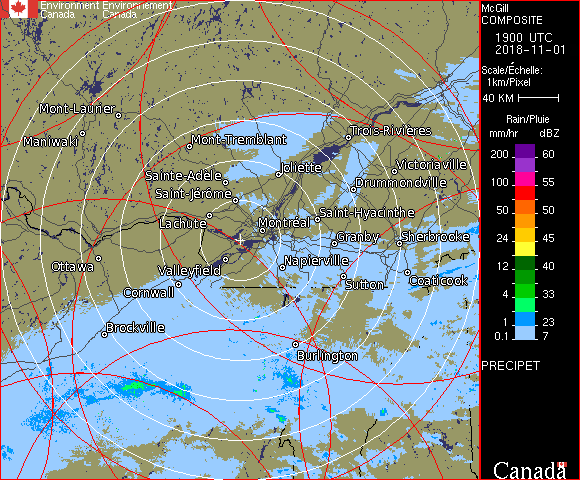 Environment Environnement
Canada Canada
McGill
COMPOSITE
1900 UTC
2018-11-01
Scale/Échelle:
1km/Pixel
40 KM
Rain/Pluie
mm/hr dBZ
200 60
100 55
50 50
24 45
12 40
4 33
1 23
0.1 7
PRECIPET
Canada
Mont-Laurier
Maniwaki
Mont-Tremblant
Trois-Rivières
Joliette
Victoriaville
Sainte-Adèle
Drummondville
Saint-Jérôme
Lachute
Saint-Hyacinthe
Montréal
Granby
Sherbrooke
Ottawa
Valleyfield
Napierville
Coaticook
Cornwall
Sutton
Brockville
Burlington